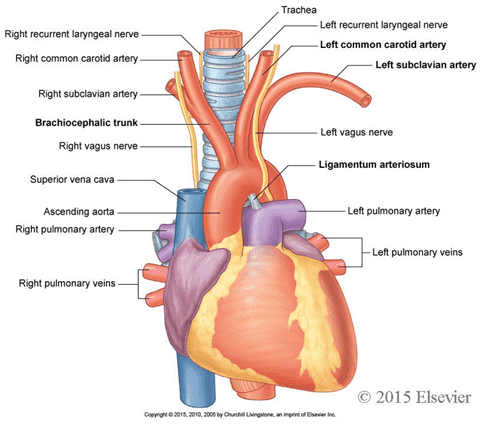 Trachea
Right recurrent laryngeal nerve
Left recurrent laryngeal nerve
Right common carotid artery
Left common carotid artery
Left subclavian artery
Right subclavian artery
Brachiocephalic trunk
Left vagus nerve
Right vagus nerve
Ligamentum arteriosum
Superior vena cava
Ascending aorta
Left pulmonary artery
Right pulmonary artery
Left pulmonary veins
Right pulmonary veins
© 2015 Elsevier
Copyright © 2015, 2010, 2005 by Churchill Livingstone, an imprint of Elsevier Inc.